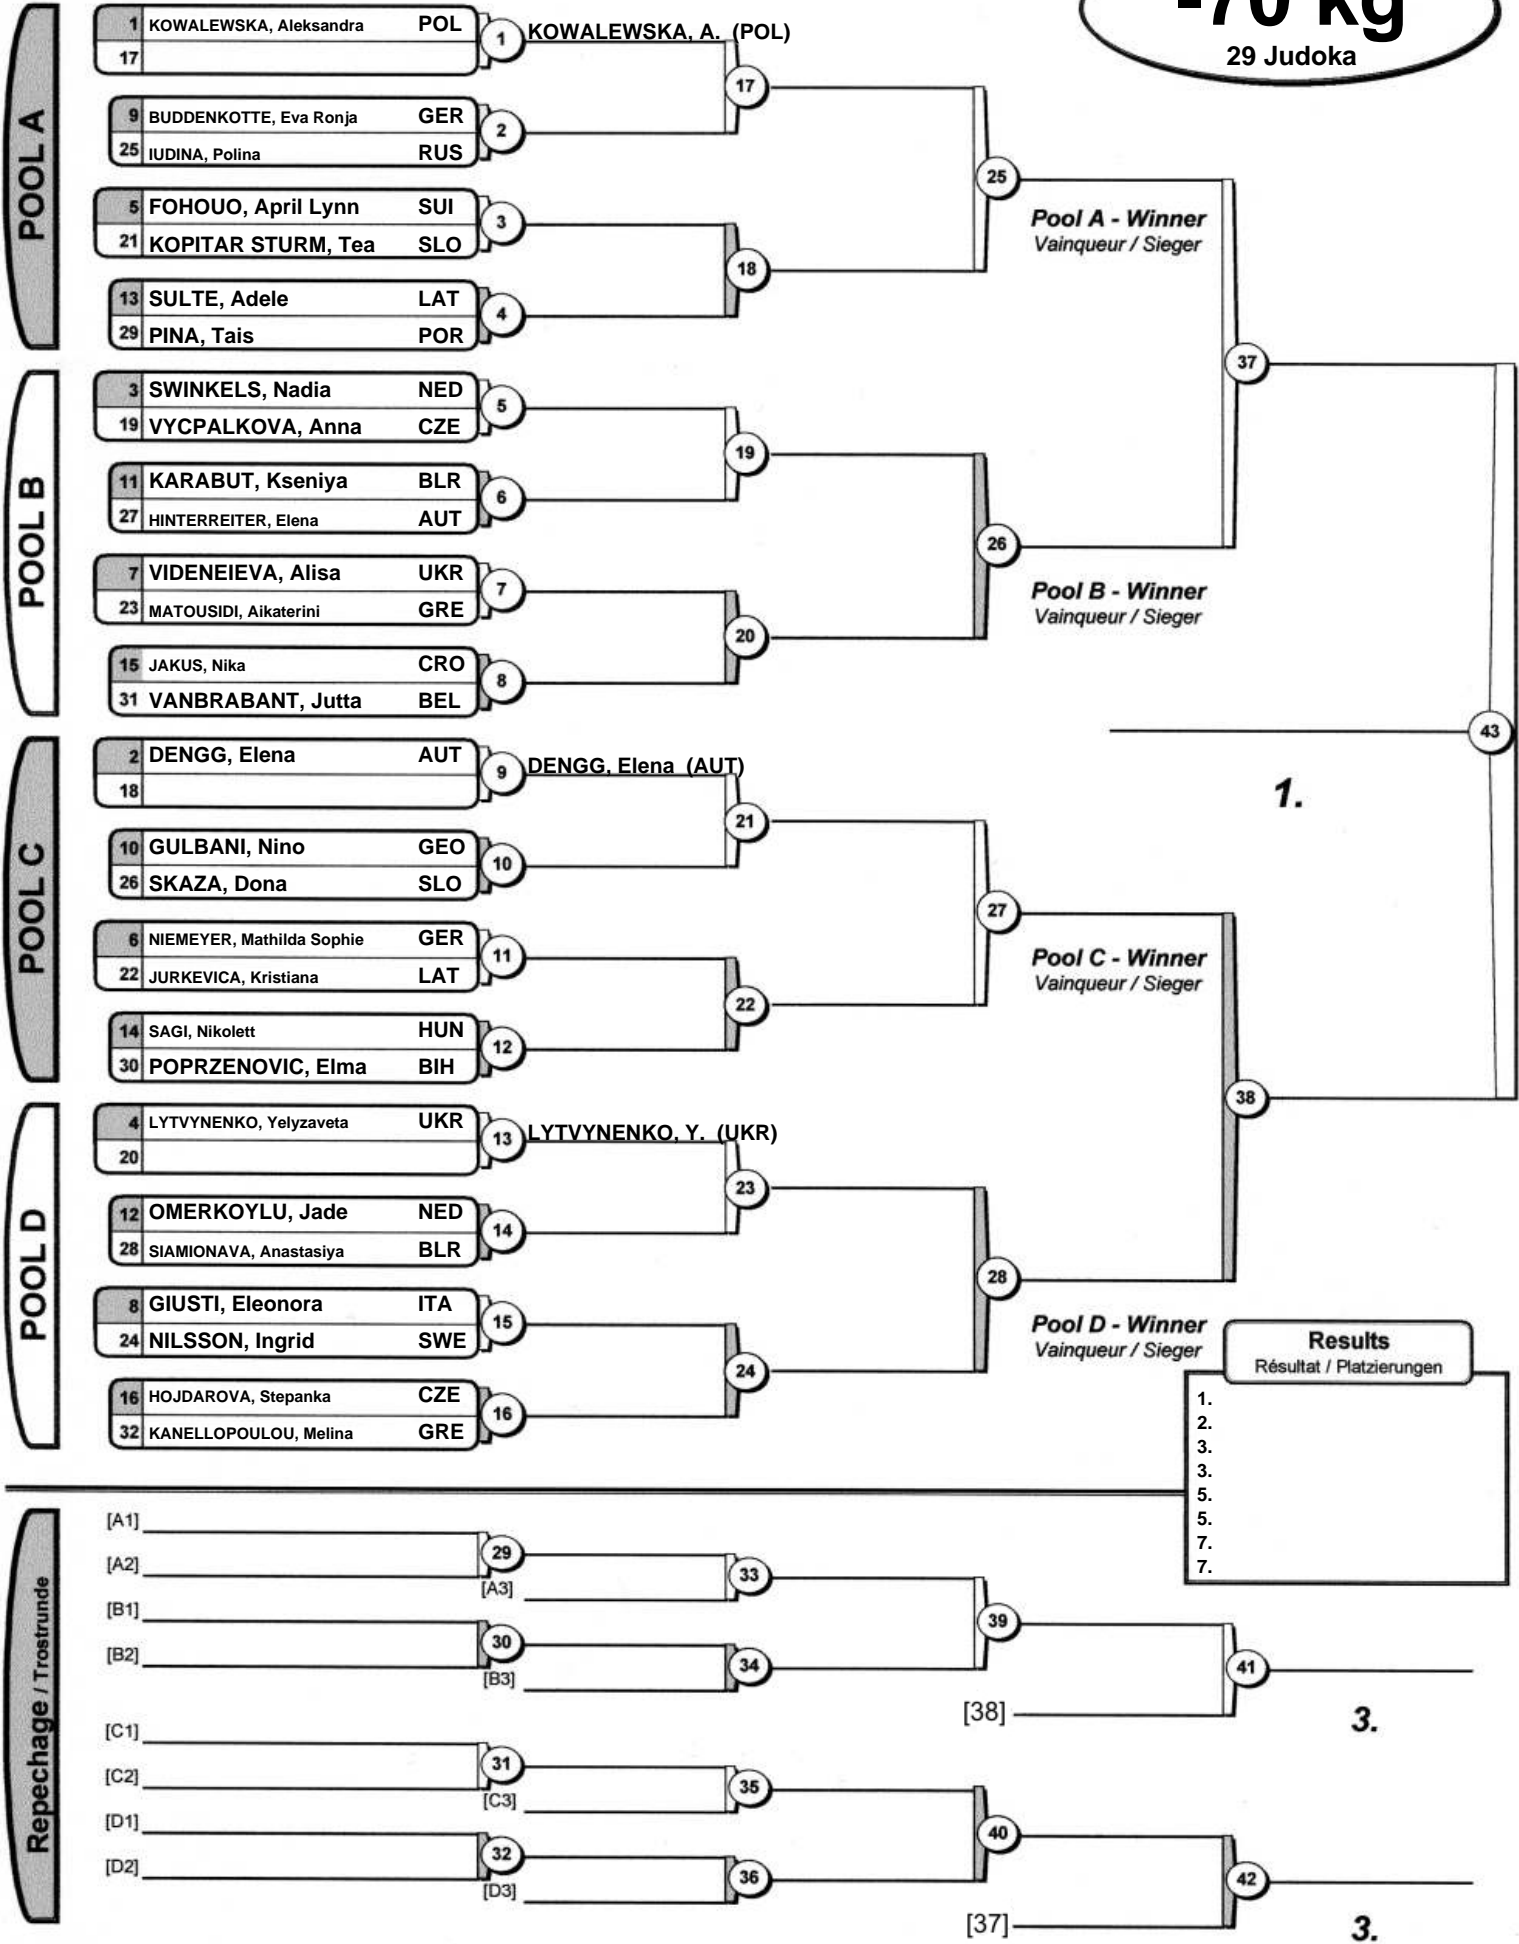 -70 kg
29 Judoka
POOL A
1 KOWALEWSKA, Aleksandra POL
17
1 KOWALEWSKA, A. (POL)
9 BUDDENKOTTE, Eva Ronja GER
25 IUDINA, Polina RUS
2
17
5 FOHOUO, April Lynn SUI
21 KOPITAR STURM, Tea SLO
3
13 SULTE, Adele LAT
29 PINA, Tais POR
4
18
25
Pool A - Winner
Vainqueur / Sieger
POOL B
3 SWINKELS, Nadia NED
19 VYCPALKOVA, Anna CZE
5
11 KARABUT, Kseniya BLR
27 HINTERREITER, Elena AUT
6
19
7 VIDENEIEVA, Alisa UKR
23 MATOUSIDI, Aikaterini GRE
7
15 JAKUS, Nika CRO
31 VANBRABANT, Jutta BEL
8
20
26
Pool B - Winner
Vainqueur / Sieger
37
POOL C
2 DENGG, Elena AUT
18
9 DENGG, Elena (AUT)
10 GULBANI, Nino GEO
26 SKAZA, Dona SLO
10
21
6 NIEMEYER, Mathilda Sophie GER
22 JURKEVICA, Kristiana LAT
11
14 SAGI, Nikolett HUN
30 POPRZENOVIC, Elma BIH
12
22
27
Pool C - Winner
Vainqueur / Sieger
43
1.
POOL D
4 LYTVYNENKO, Yelyzaveta UKR
20
13 LYTVYNENKO, Y. (UKR)
12 OMERKOYLU, Jade NED
28 SIAMIONAVA, Anastasiya BLR
14
23
8 GIUSTI, Eleonora ITA
24 NILSSON, Ingrid SWE
15
16 HOJDAROVA, Stepanka CZE
32 KANELLOPOULOU, Melina GRE
16
24
28
Pool D - Winner
Vainqueur / Sieger
38
Results
Résultat / Platzierungen
1.
2.
3.
3.
5.
5.
7.
7.
Repechage / Trostrunde
[A1]
[A2]
29
[A3]
33
[B1]
[B2]
30
[B3]
34
39
[38]
41
3.
[C1]
[C2]
31
[C3]
35
[D1]
[D2]
32
[D3]
36
40
[37]
42
3.